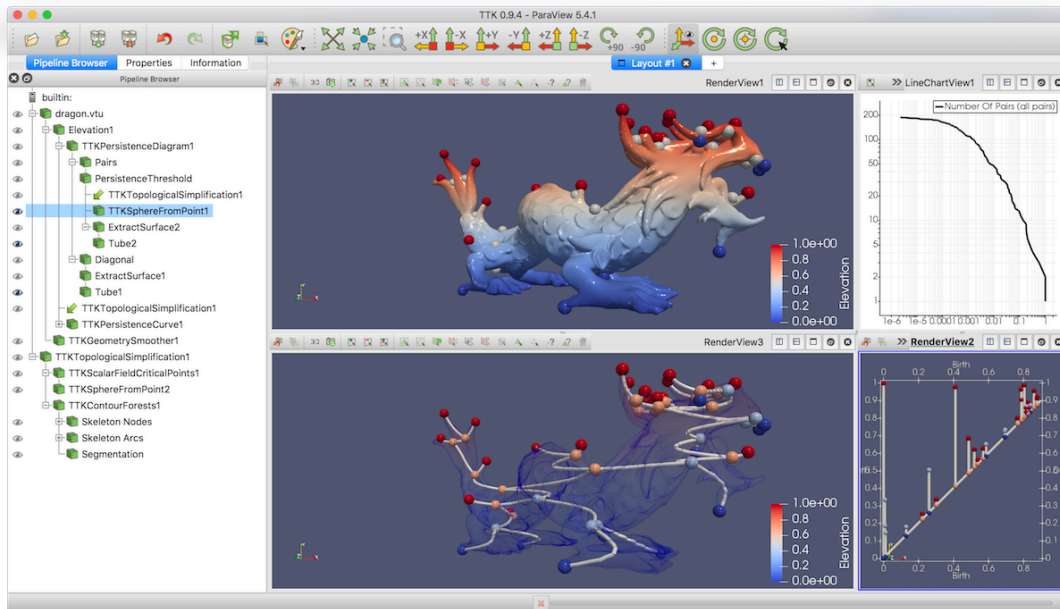 TTK 0.9.4 - ParaView 5.4.1
+X -X +Y -Y +Z -Z +90 -90
Pipeline Browser Properties Information
Layout #1 +
Pipeline Browser
RenderView1
LineChartView1
builtin:
dragon.vtu
Elevation1
TTKPersistenceDiagram1
Pairs
PersistenceThreshold
TTKTopologicalSimplification1
TTKSphereFromPoint1
ExtractSurface2
Tube2
Diagonal
ExtractSurface1
Tube1
TTKTopologicalSimplification1
TTKPersistenceCurve1
TTKGeometrySmoother1
TTKTopologicalSimplification1
TTKScalarFieldCriticalPoints1
TTKSphereFromPoint2
TTKContourForests1
Skeleton Nodes
Skeleton Arcs
Segmentation
3D
1.0e+00
0.8
0.6
0.4
0.2
0.0e+00
Elevation
Number Of Pairs (all pairs)
200
100
50
20
10
5
2
1
1e-6 1e-5 0.0001 0.001 0.01 0.1 1
3D
RenderView3
1.0e+00
0.8
0.6
0.4
0.2
0.0e+00
Elevation
RenderView2
Birth
0 0.2 0.4 0.6 0.8
1
0.9
0.8
0.7
0.6
0.5
0.4
0.3
0.2
0.1
0
0 0.2 0.4 0.6 0.8
Birth